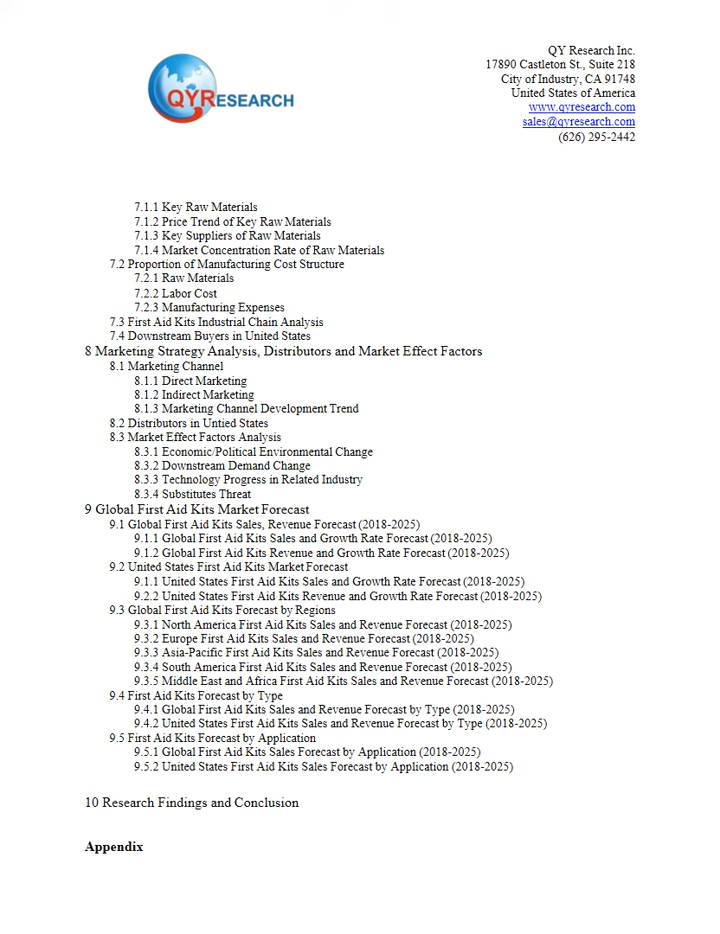 QYRESEARCH
QY Research Inc.
17890 Castleton St., Suite 218
City of Industry, CA 91748
United States of America
www.qyresearch.com
sales@qyresearch.com
(626) 295-2442
7.1.1 Key Raw Materials
7.1.2 Price Trend of Key Raw Materials
7.1.3 Key Suppliers of Raw Materials
7.1.4 Market Concentration Rate of Raw Materials
7.2 Proportion of Manufacturing Cost Structure
7.2.1 Raw Materials
7.2.2 Labor Cost
7.2.3 Manufacturing Expenses
7.3 First Aid Kits Industrial Chain Analysis
7.4 Downstream Buyers in United States
8 Marketing Strategy Analysis, Distributors and Market Effect Factors
8.1 Marketing Channel
8.1.1 Direct Marketing
8.1.2 Indirect Marketing
8.1.3 Marketing Channel Development Trend
8.2 Distributors in Untied States
8.3 Market Effect Factors Analysis
8.3.1 Economic/Political Environmental Change
8.3.2 Downstream Demand Change
8.3.3 Technology Progress in Related Industry
8.3.4 Substitutes Threat
9 Global First Aid Kits Market Forecast
9.1 Global First Aid Kits Sales, Revenue Forecast (2018-2025)
9.1.1 Global First Aid Kits Sales and Growth Rate Forecast (2018-2025)
9.1.2 Global First Aid Kits Revenue and Growth Rate Forecast (2018-2025)
9.2 United States First Aid Kits Market Forecast
9.1.1 United States First Aid Kits Sales and Growth Rate Forecast (2018-2025)
9.2.2 United States First Aid Kits Revenue and Growth Rate Forecast (2018-2025)
9.3 Global First Aid Kits Forecast by Regions
9.3.1 North America First Aid Kits Sales and Revenue Forecast (2018-2025)
9.3.2 Europe First Aid Kits Sales and Revenue Forecast (2018-2025)
9.3.3 Asia-Pacific First Aid Kits Sales and Revenue Forecast (2018-2025)
9.3.4 South America First Aid Kits Sales and Revenue Forecast (2018-2025)
9.3.5 Middle East and Africa First Aid Kits Sales and Revenue Forecast (2018-2025)
9.4 First Aid Kits Forecast by Type
9.4.1 Global First Aid Kits Sales and Revenue Forecast by Type (2018-2025)
9.4.2 United States First Aid Kits Sales and Revenue Forecast by Type (2018-2025)
9.5 First Aid Kits Forecast by Application
9.5.1 Global First Aid Kits Sales Forecast by Application (2018-2025)
9.5.2 United States First Aid Kits Sales Forecast by Application (2018-2025)
10 Research Findings and Conclusion
Appendix